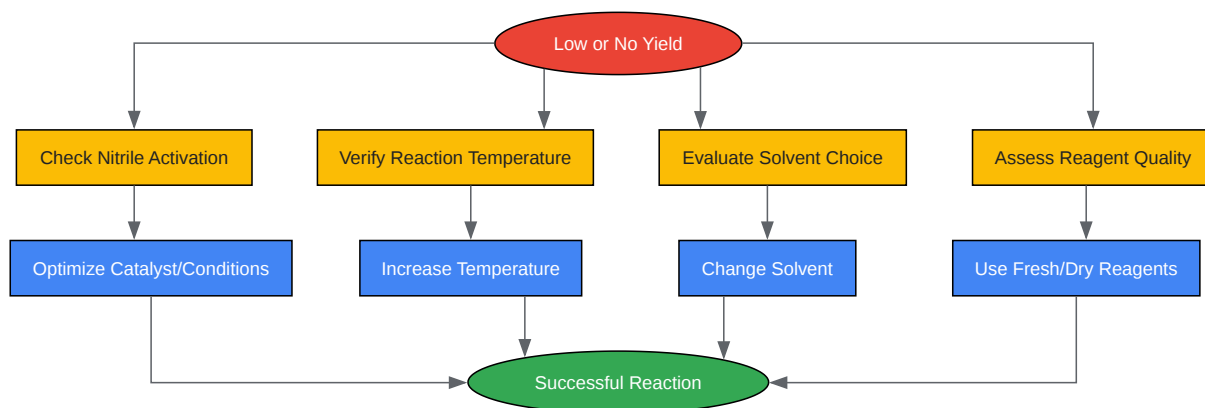 Low or No Yield
Check Nitrile Activation
Verify Reaction Temperature
Evaluate Solvent Choice
Assess Reagent Quality
Optimize Catalyst/Conditions
Increase Temperature
Change Solvent
Use Fresh/Dry Reagents
Successful Reaction